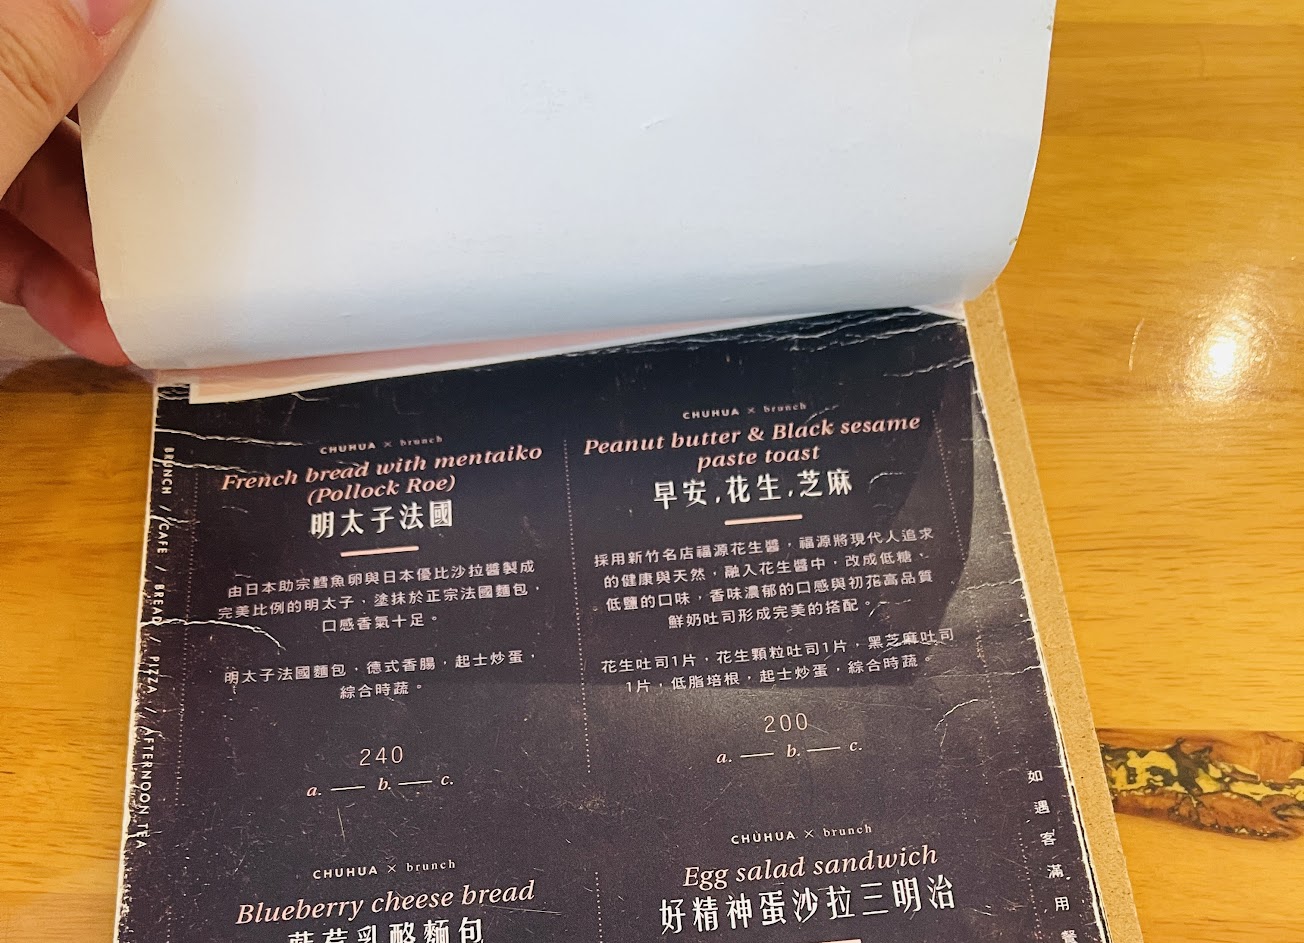 CHUHUA × brunch
French bread with mentaiko
(Pollock Roe)
明太子法國
由日本助宗鱈魚卵與日本優比沙拉醬製成
完美比例的明太子，塗抹於正宗法國麵包，
口感香氣十足。
明太子法國麵包，德式香腸，起士炒蛋，
綜合時蔬。
240
a. — b. — c.
CHUHUA × brunch
Peanut butter & Black sesame
paste toast
早安,花生,芝麻
採用新竹名店福源花生醬，福源將現代人追求
的健康與天然，融入花生醬中，改成低糖、
低鹽的口味，香味濃郁的口感與初花高品質
鮮奶吐司形成完美的搭配。
花生吐司1片，花生顆粒吐司1片，黑芝麻吐司
1片，低脂培根，起士炒蛋，綜合時蔬。
200
a. — b. — c.
CHUHUA × brunch
Blueberry cheese bread
藍莓乳酪麵包
CHUHUA × brunch
Egg salad sandwich
好精神蛋沙拉三明治
BRUNCH / CAFE / BREAD / PIZZA / AFTERNOON TEA
如遇客滿．用餐